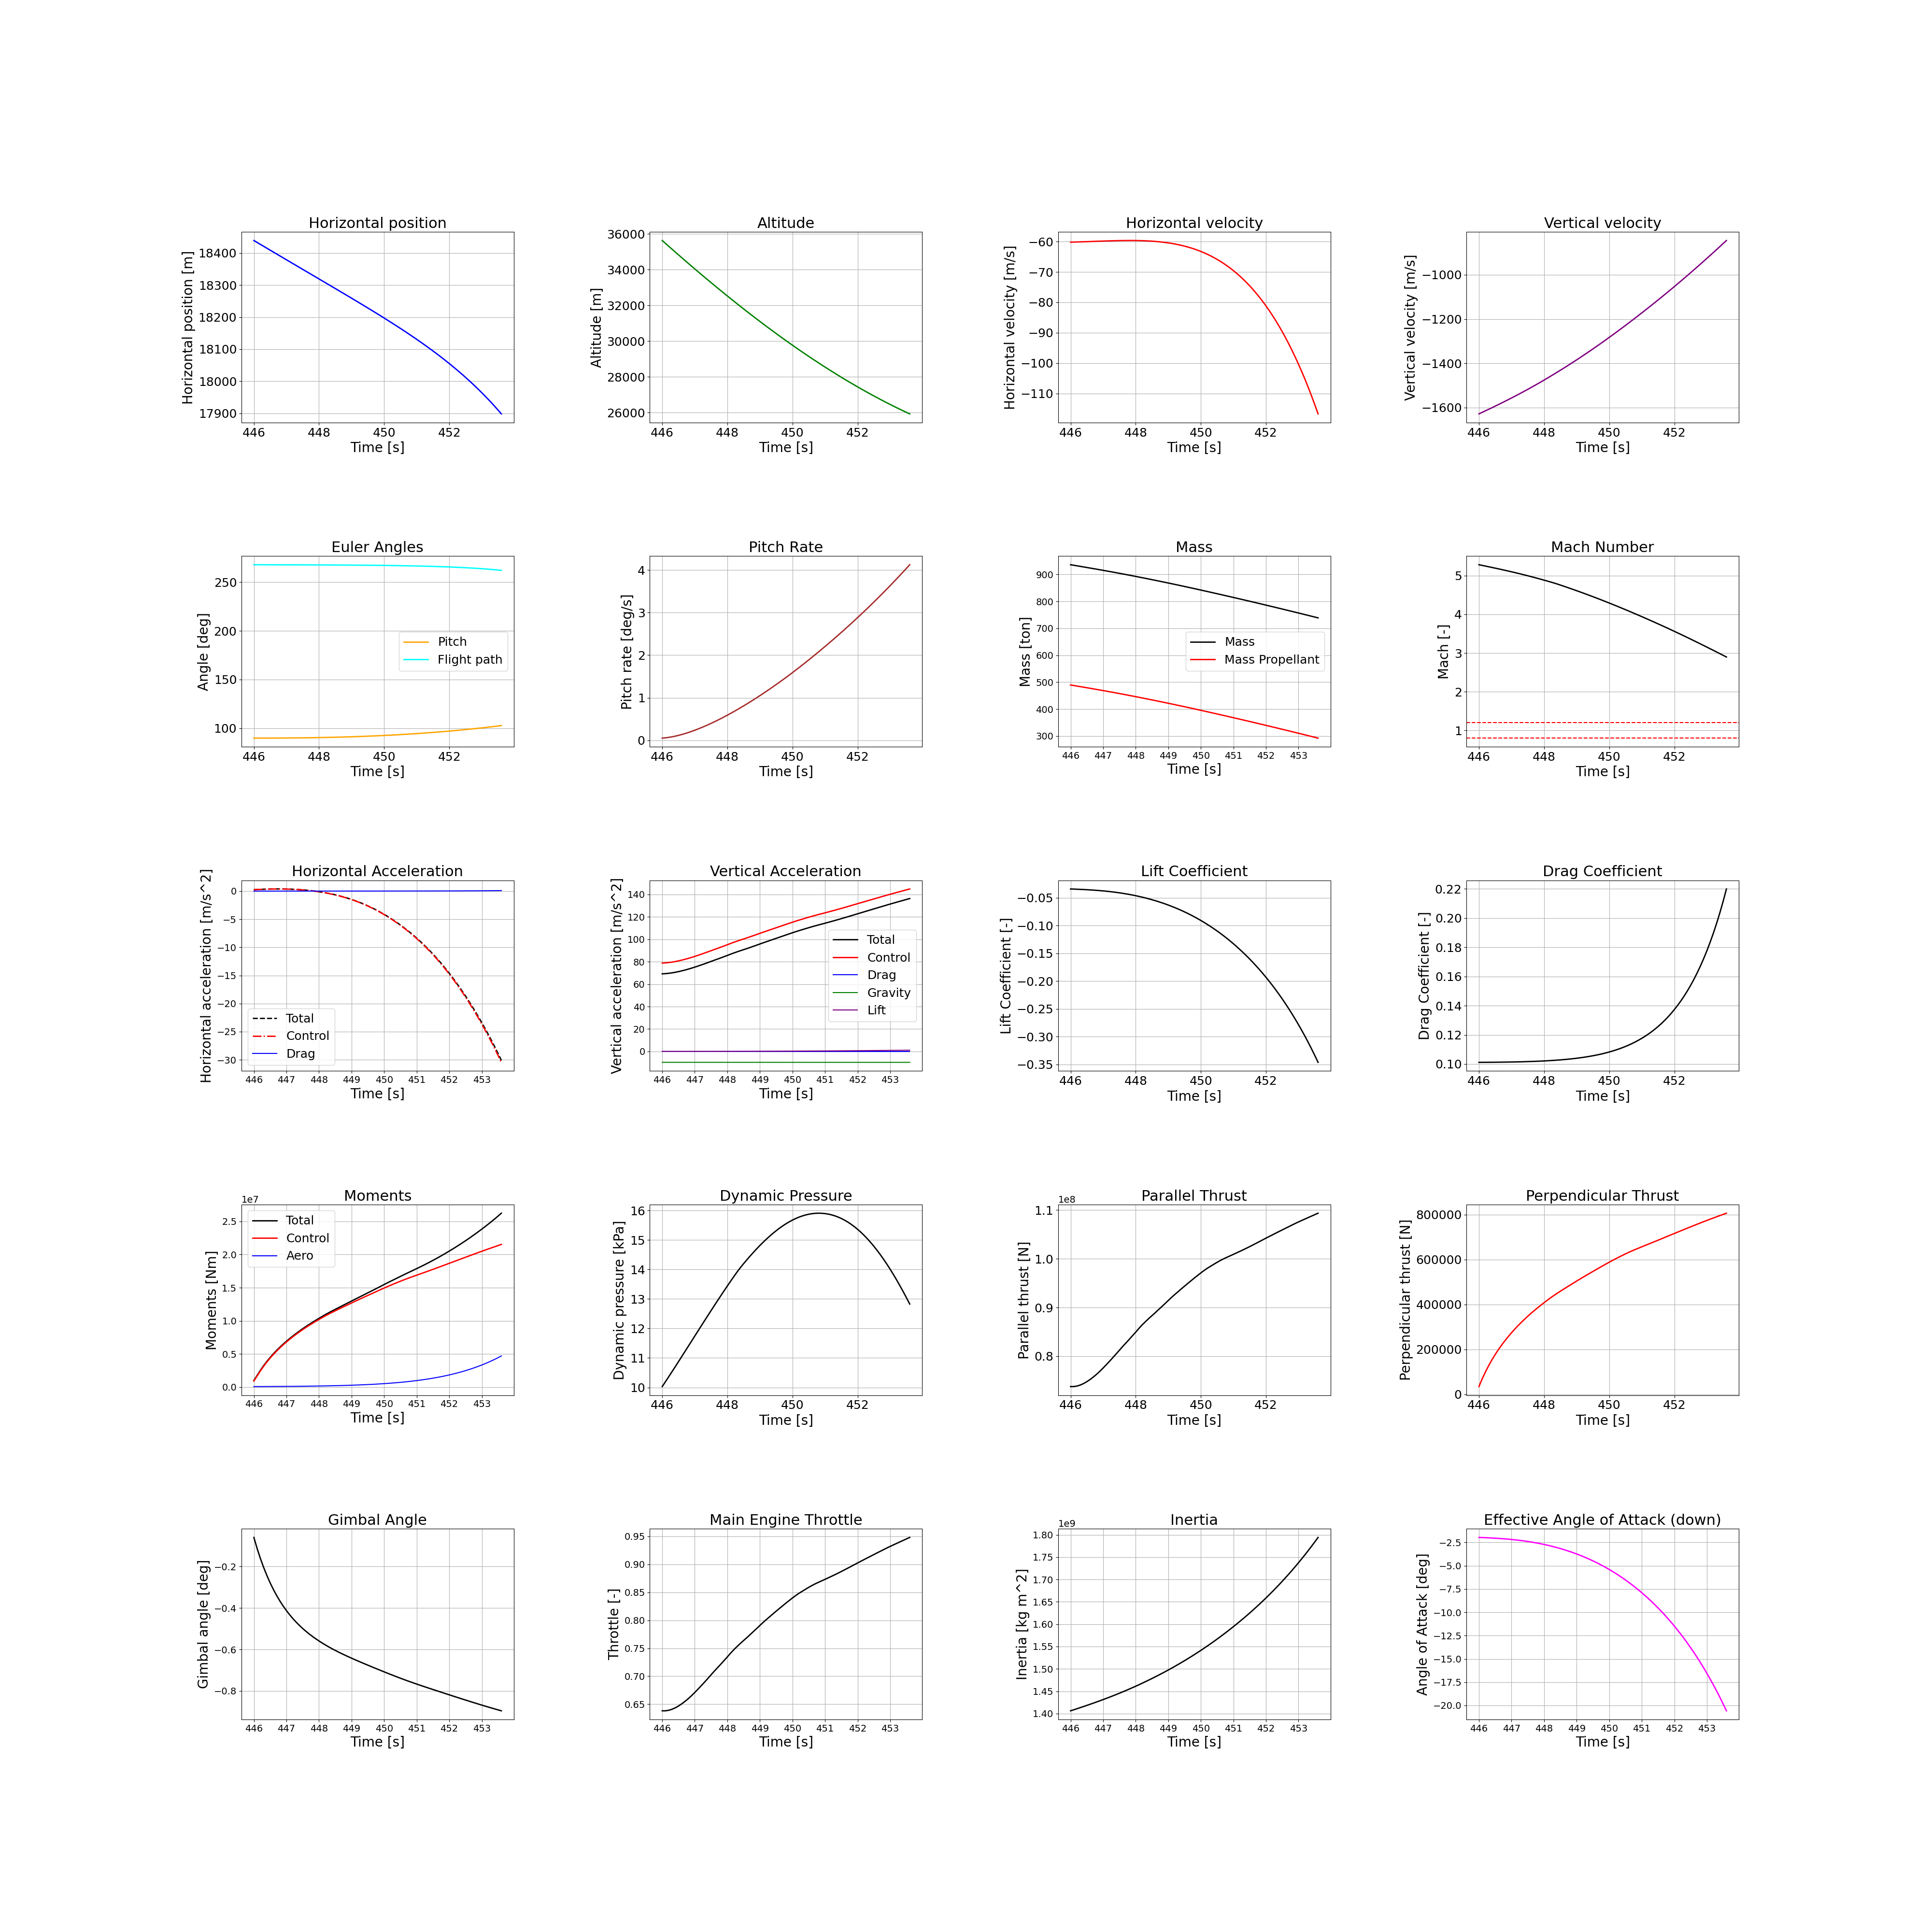 Horizontal position
Horizontal position [m]
18400
18300
18200
18100
18000
17900
446 448 450 452
Time [s]
Altitude
Altitude [m]
36000
34000
32000
30000
28000
26000
446 448 450 452
Time [s]
Horizontal velocity
Horizontal velocity [m/s]
−60
−70
−80
−90
−100
−110
446 448 450 452
Time [s]
Vertical velocity
Vertical velocity [m/s]
−1000
−1200
−1400
−1600
446 448 450 452
Time [s]
Euler Angles
Angle [deg]
250
200
150
100
Pitch
Flight path
446 448 450 452
Time [s]
Pitch Rate
Pitch rate [deg/s]
4
3
2
1
0
446 448 450 452
Time [s]
Mass
Mass [ton]
900
800
700
600
500
400
300
Mass
Mass Propellant
446 447 448 449 450 451 452 453
Time [s]
Mach Number
Mach [-]
5
4
3
2
1
446 448 450 452
Time [s]
Horizontal Acceleration
Horizontal acceleration [m/s^2]
0
−5
−10
−15
−20
−25
−30
Total
Control
Drag
446 447 448 449 450 451 452 453
Time [s]
Vertical Acceleration
Vertical acceleration [m/s^2]
140
120
100
80
60
40
20
0
Total
Control
Drag
Gravity
Lift
446 447 448 449 450 451 452 453
Time [s]
Lift Coefficient
Lift Coefficient [-]
−0.05
−0.10
−0.15
−0.20
−0.25
−0.30
−0.35
446 448 450 452
Time [s]
Drag Coefficient
Drag Coefficient [-]
0.22
0.20
0.18
0.16
0.14
0.12
0.10
446 448 450 452
Time [s]
Moments
1e7
Moments [Nm]
2.5
2.0
1.5
1.0
0.5
0.0
Total
Control
Aero
446 447 448 449 450 451 452 453
Time [s]
Dynamic Pressure
Dynamic pressure [kPa]
16
15
14
13
12
11
10
446 448 450 452
Time [s]
Parallel Thrust
1e8
Parallel thrust [N]
1.1
1.0
0.9
0.8
446 448 450 452
Time [s]
Perpendicular Thrust
Perpendicular thrust [N]
800000
600000
400000
200000
0
446 448 450 452
Time [s]
Gimbal Angle
Gimbal angle [deg]
−0.2
−0.4
−0.6
−0.8
446 447 448 449 450 451 452 453
Time [s]
Main Engine Throttle
Throttle [-]
0.95
0.90
0.85
0.80
0.75
0.70
0.65
446 447 448 449 450 451 452 453
Time [s]
Inertia
1e9
Inertia [kg m^2]
1.80
1.75
1.70
1.65
1.60
1.55
1.50
1.45
1.40
446 447 448 449 450 451 452 453
Time [s]
Effective Angle of Attack (down)
Angle of Attack [deg]
−2.5
−5.0
−7.5
−10.0
−12.5
−15.0
−17.5
−20.0
446 447 448 449 450 451 452 453
Time [s]